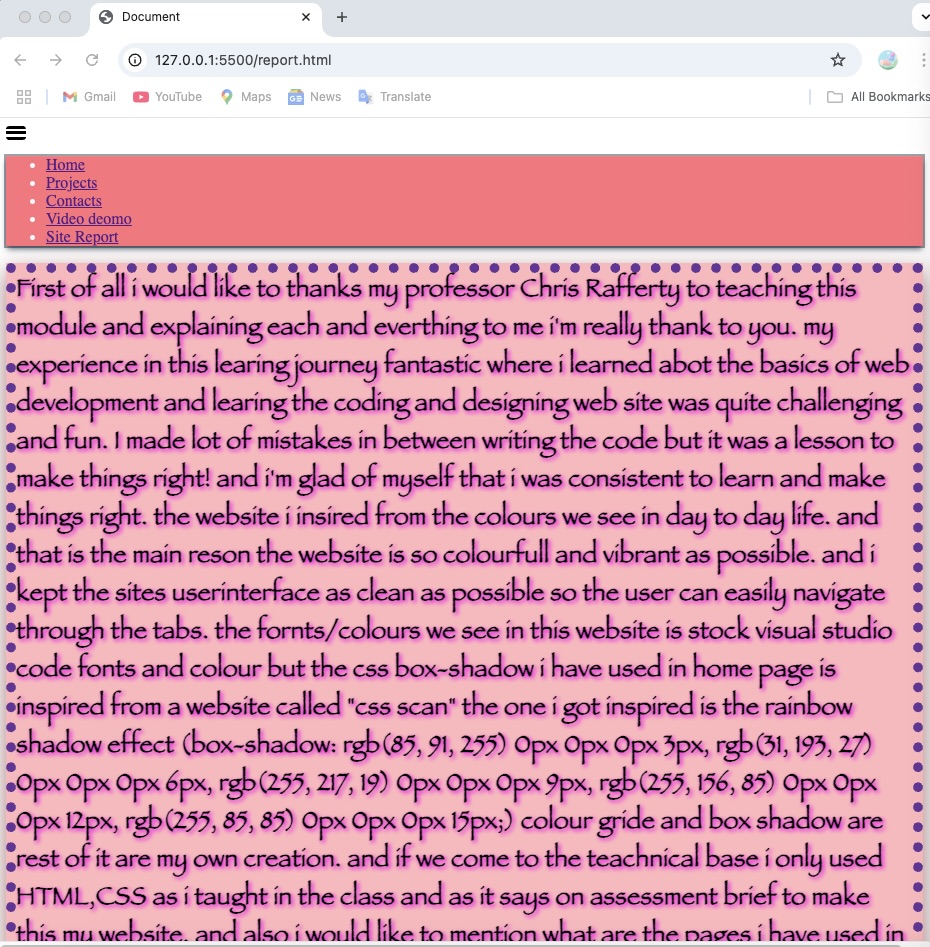 Document
127.0.0.1:5500/report.html
Gmail
YouTube
Maps
News
Translate
All Bookmarks
Home
Projects
Contacts
Video deomo
Site Report
First of all i would like to thanks my professor Chris Rafferty to teaching this
module and explaining each and everthing to me i'm really thank to you. my
experience in this learing journey fantastic where i learned abot the basics of web
development and learing the coding and designing web site was quite challenging
and fun. I made lot of mistakes in between writing the code but it was a lesson to
make things right! and i'm glad of myself that i was consistent to learn and make
things right. the website i insired from the colours we see in day to day life. and
that is the main reson the website is so colourfull and vibrant as possible. and i
kept the sites userinterface as clean as possible so the user can easily navigate
through the tabs. the fornts/colours we see in this website is stock visual studio
code fonts and colour but the css box-shadow i have used in home page is
inspired from a website called "css scan" the one i got inspired is the rainbow
shadow effect (box-shadow: rgb(85, 91, 255) 0px 0px 0px 3px, rgb(31, 193, 27)
0px 0px 0px 6px, rgb(255, 217, 19) 0px 0px 0px 9px, rgb(255, 156, 85) 0px 0px
0px 12px, rgb(255, 85, 85) 0px 0px 0px 15px;) colour gride and box shadow are
rest of it are my own creation. and if we come to the teachnical base i only used
HTML,CSS as i taught in the class and as it says on assessment brief to make
this my website. and also i would like to mention what are the pages i have used in